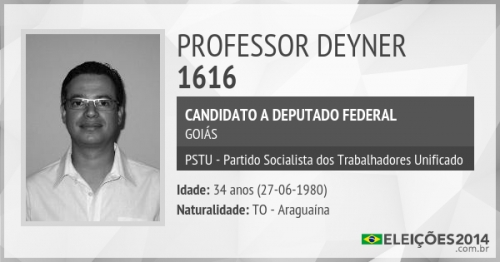 PROFESSOR DEYNER
1616
CANDIDATO A DEPUTADO FEDERAL
GOIÁS
PSTU - Partido Socialista dos Trabalhadores Unificado
Idade: 34 anos (27-06-1980)
Naturalidade: TO - Araguaína
ELEIÇÕES2014
.com.br